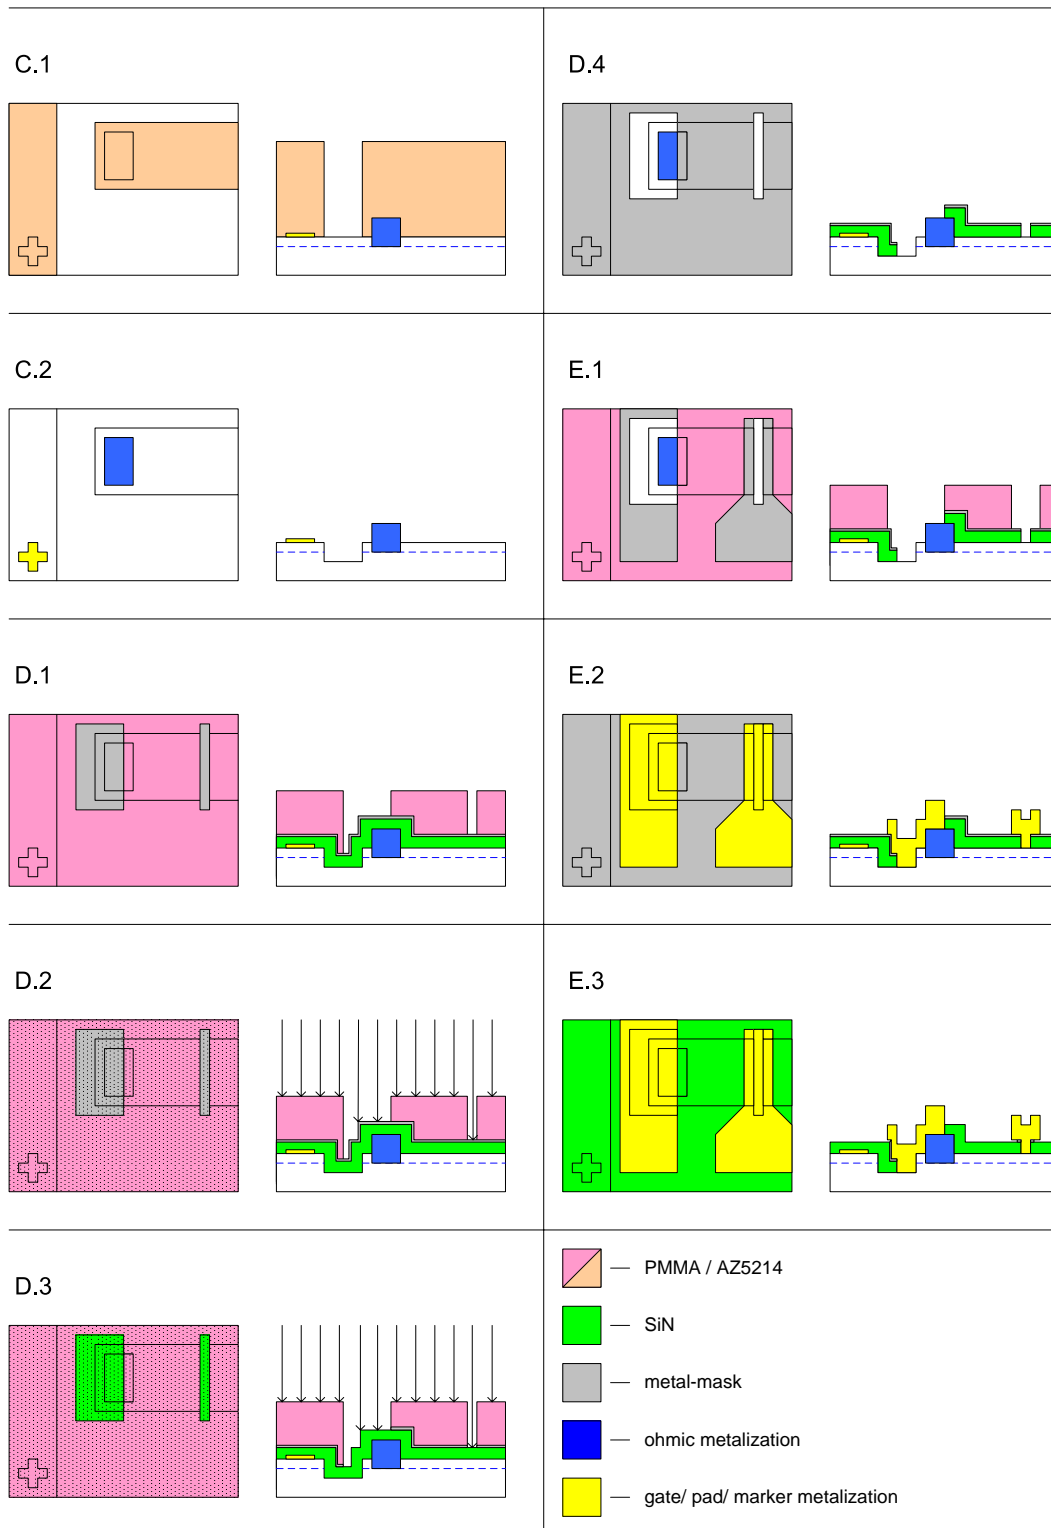 C.1
C.2
D.1
D.2
D.3
D.4
E.1
E.2
E.3
PMMA / AZ5214
SiN
metal-mask
ohmic metalization
gate/ pad/ marker metalization